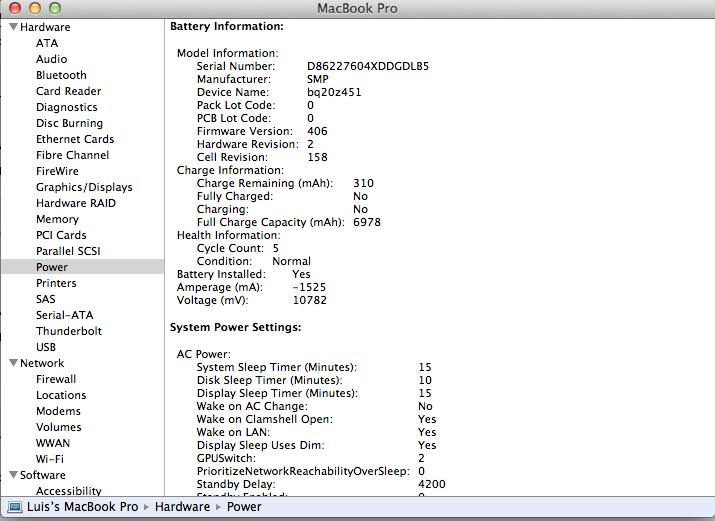 MacBook Pro
Hardware
ATA
Audio
Bluetooth
Card Reader
Diagnostics
Disc Burning
Ethernet Cards
Fibre Channel
FireWire
Graphics/Displays
Hardware RAID
Memory
PCI Cards
Parallel SCSI
Power
Printers
SAS
Serial-ATA
Thunderbolt
USB
Network
Firewall
Locations
Modems
Volumes
WWAN
Wi-Fi
Software
Accessibility
Battery Information:
Model Information:
Serial Number: D86227604XDDGDLB5
Manufacturer: SMP
Device Name: bq20z451
Pack Lot Code: 0
PCB Lot Code: 0
Firmware Version: 406
Hardware Revision: 2
Cell Revision: 158
Charge Information:
Charge Remaining (mAh): 310
Fully Charged: No
Charging: No
Full Charge Capacity (mAh): 6978
Health Information:
Cycle Count: 5
Condition: Normal
Battery Installed: Yes
Amperage (mA): -1525
Voltage (mV): 10782
System Power Settings:
AC Power:
System Sleep Timer (Minutes): 15
Disk Sleep Timer (Minutes): 10
Display Sleep Timer (Minutes): 15
Wake on AC Change: No
Wake on Clamshell Open: Yes
Wake on LAN: Yes
Display Sleep Uses Dim: Yes
GPUSwitch: 2
PrioritizeNetworkReachabilityOverSleep: 0
Standby Delay: 4200
Standby Enabled: 0
Luis's MacBook Pro ▸ Hardware ▸ Power